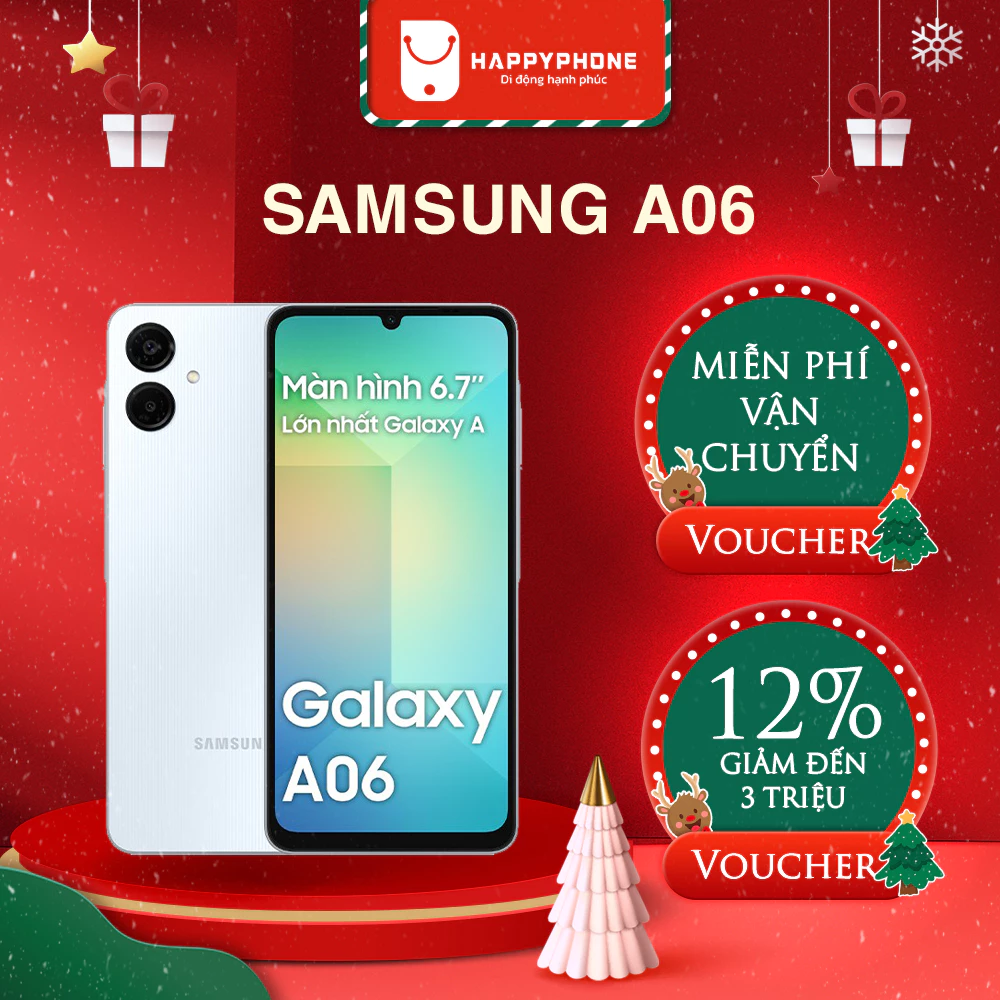 HAPPYPHONE
Di động hạnh phúc
SAMSUNG A06
Màn hình 6.7"
Lớn nhất Galaxy A
Galaxy
A06
SAMSUN
MIỄN PHÍ
VẬN
CHUYỂN
VOUCHER
12%
GIẢM ĐẾN
3 TRIỆU
VOUCHER